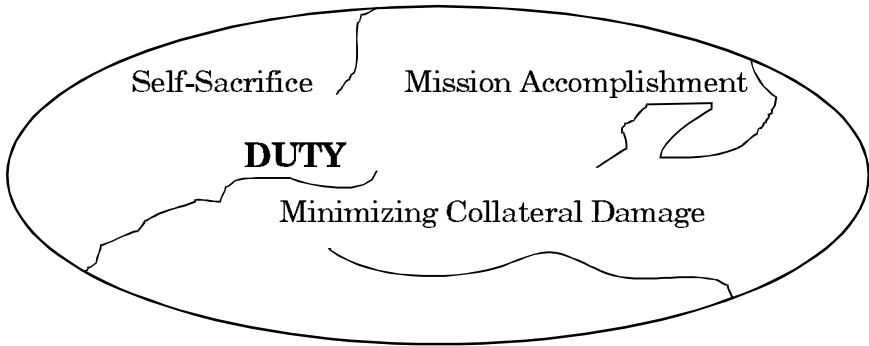 Self-Sacrifice
Mission Accomplishment
DUTY
Minimizing Collateral Damage